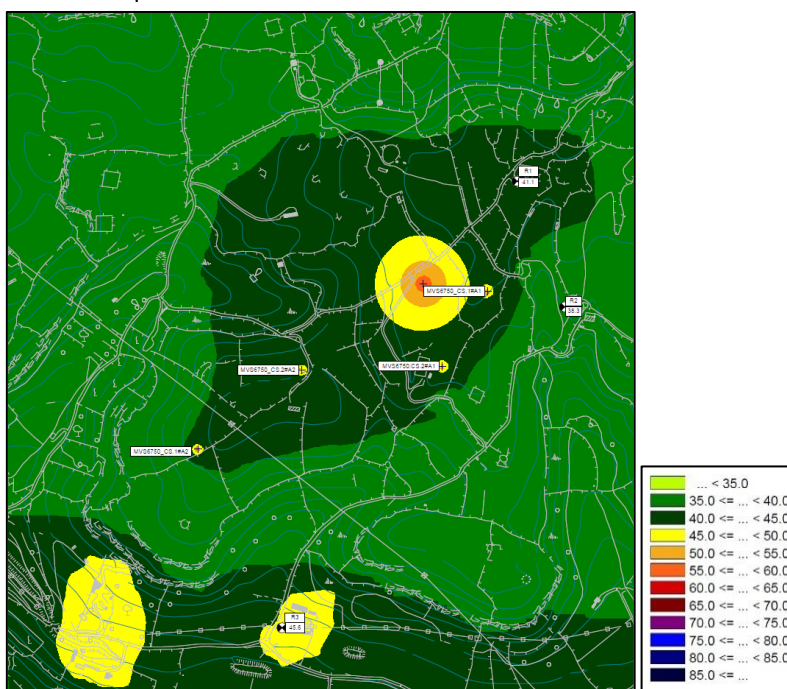 R1
41.1
MVS6750_CS.1#A1
R2
38.3
MVS6750_CS.2#A2
MVS6750 CS.2#A1
MVS6750_CS.1#A2
R3
45.6
... < 35.0
35.0 <= ... < 40.0
40.0 <= ... < 45.0
45.0 <= ... < 50.0
50.0 <= ... < 55.0
55.0 <= ... < 60.0
60.0 <= ... < 65.0
65.0 <= ... < 70.0
70.0 <= ... < 75.0
75.0 <= ... < 80.0
80.0 <= ... < 85.0
85.0 <= ...